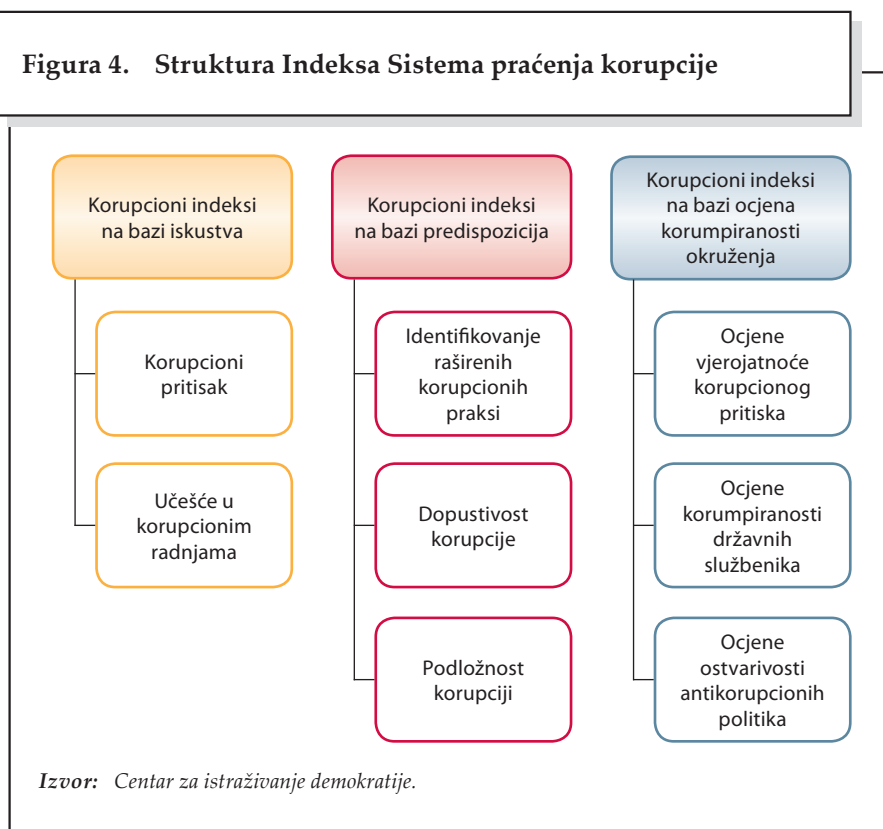 Figura 4. Struktura Indeksa Sistema praćenja korupcije
Korupcioni indeksi
na bazi iskustva
Korupcioni
pritisak
Učešće u
korupcionim
radnjama
Korupcioni indeksi
na bazi predispozicija
Identifikovanje
raširenih
korupcionih
praksi
Dopustivost
korupcije
Podložnost
korupciji
Korupcioni indeksi
na bazi ocjena
korumpiranosti
okruženja
Ocjene
vjerojatnoće
korupcionog
pritiska
Ocjene
korumpiranosti
državnih
službenika
Ocjene
ostvarivosti
antikorupcionih
politika
Izvor: Centar za istraživanje demokratije.